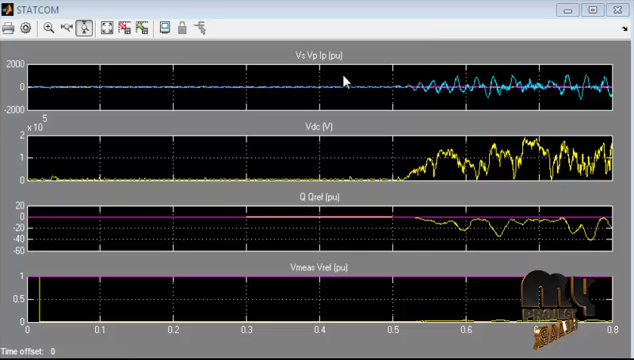 STATCOM
Vs Vp Ip (pu)
2000
0
-2000
x 10^5
Vdc (V)
2
1
0
Q Qref (pu)
20
0
-20
-40
-60
Vmeas Vref (pu)
1
0.5
0
0 0.1 0.2 0.3 0.4 0.5 0.6 0.7 0.8
MY
PROJECT
Time offset: 0